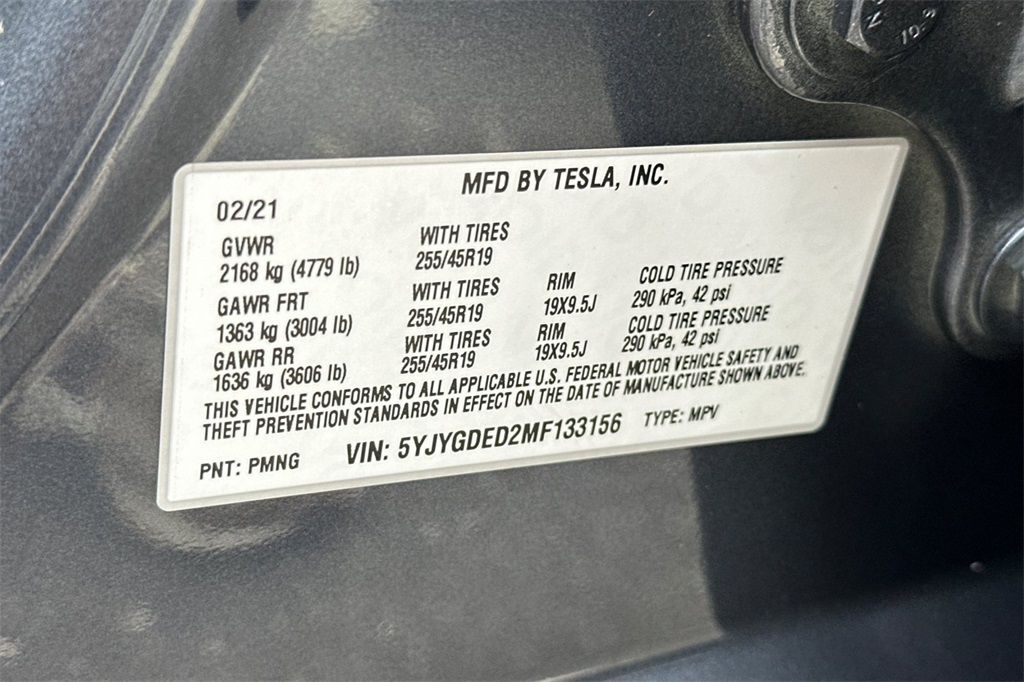 MFD BY TESLA, INC.
02/21
GVWR WITH TIRES
2168 kg (4779 lb) 255/45R19
GAWR FRT WITH TIRES RIM COLD TIRE PRESSURE
1363 kg (3004 lb) 255/45R19 19X9.5J 290 kPa, 42 psi
GAWR RR WITH TIRES RIM COLD TIRE PRESSURE
1636 kg (3606 lb) 255/45R19 19X9.5J 290 kPa, 42 psi
THIS VEHICLE CONFORMS TO ALL APPLICABLE U.S. FEDERAL MOTOR VEHICLE SAFETY AND
THEFT PREVENTION STANDARDS IN EFFECT ON THE DATE OF MANUFACTURE SHOWN ABOVE.
PNT: PMNG VIN: 5YJYGDED2MF133156 TYPE: MPV
10.9